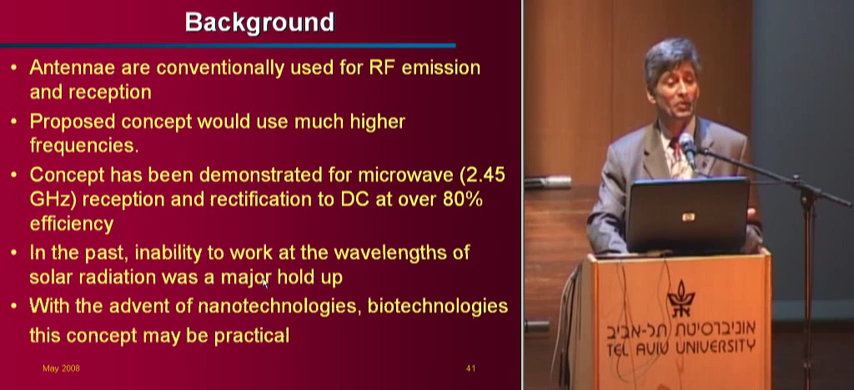 Background
• Antennae are conventionally used for RF emission
and reception
• Proposed concept would use much higher
frequencies.
• Concept has been demonstrated for microwave (2.45
GHz) reception and rectification to DC at over 80%
efficiency
• In the past, inability to work at the wavelengths of
solar radiation was a major hold up
• With the advent of nanotechnologies, biotechnologies
this concept may be practical
May 2008
41
hp
אוניברסיטת תל-אביב
TEL AVIV UNIVERSITY